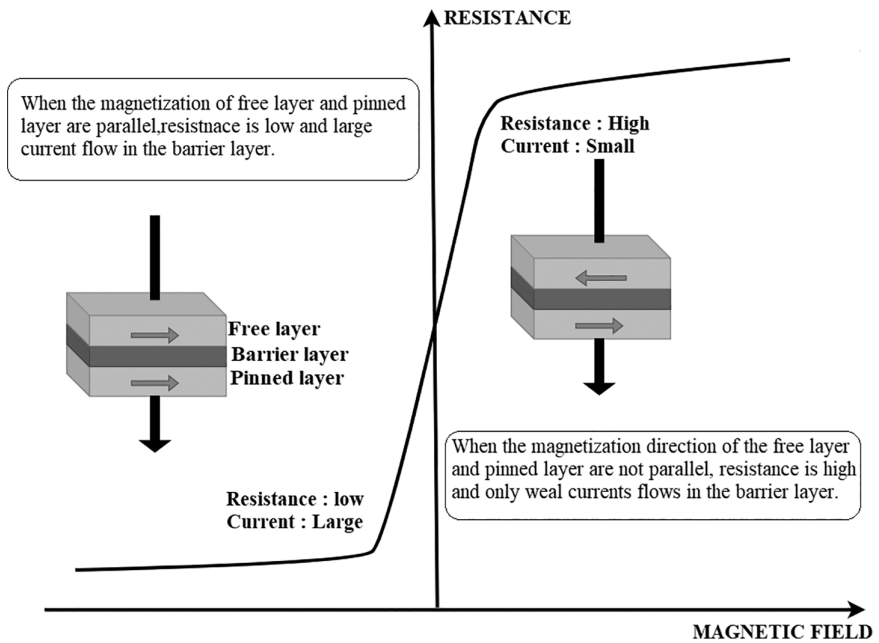 RESISTANCE
When the magnetization of free layer and pinned
layer are parallel,resistnace is low and large
current flow in the barrier layer.
Resistance : High
Current : Small
Free layer
Barrier layer
Pinned layer
When the magnetization direction of the free layer
and pinned layer are not parallel, resistance is high
and only weal currents flows in the barrier layer.
Resistance : low
Current : Large
MAGNETIC FIELD